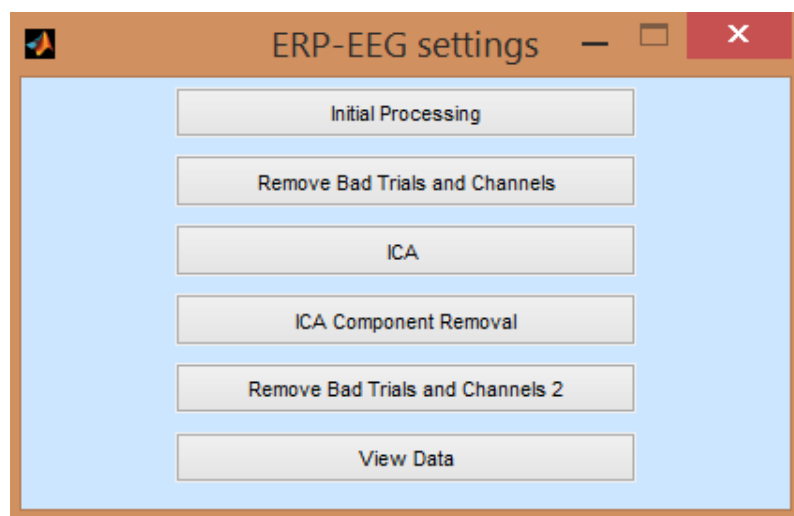 ERP-EEG settings
Initial Processing
Remove Bad Trials and Channels
ICA
ICA Component Removal
Remove Bad Trials and Channels 2
View Data